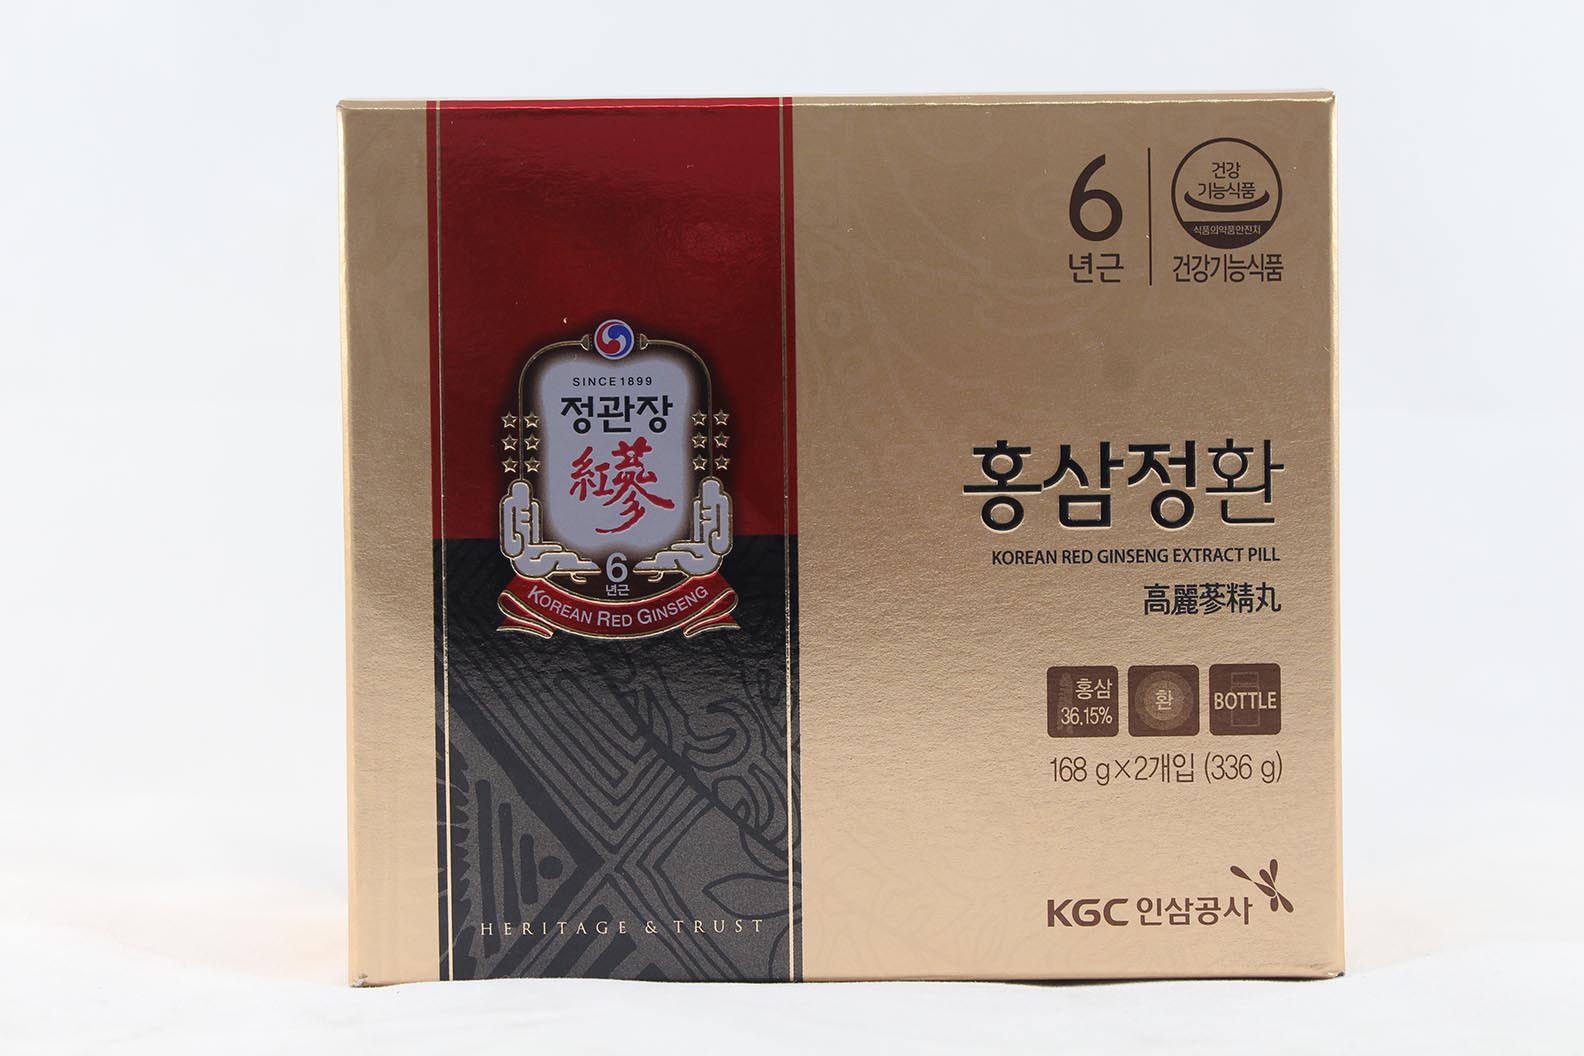 SINCE 1899
정관장
紅蔘
6
년근
KOREAN RED GINSENG
HERITAGE & TRUST
6
년근
건강
기능식품
식품의약품안전처
건강기능식품
홍삼정환
KOREAN RED GINSENG EXTRACT PILL
高麗蔘精丸
홍삼
36.15%
환
BOTTLE
168 g×2개입 (336 g)
KGC 인삼공사